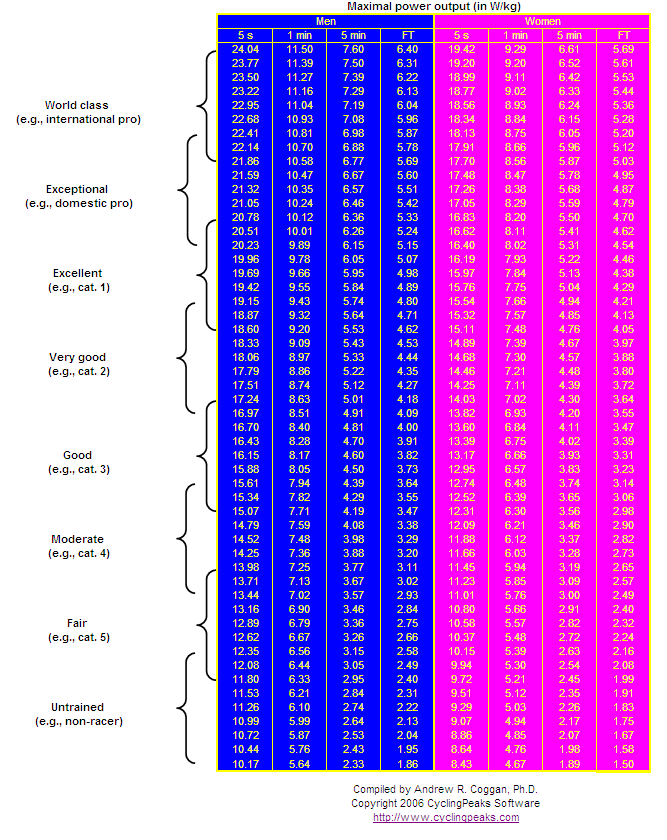 Maximal power output (in W/kg)
Men Women
5 s 1 min 5 min FT 5 s 1 min 5 min FT
24.04 11.50 7.60 6.40 19.42 9.29 6.61 5.69
23.77 11.39 7.50 6.31 19.20 9.20 6.52 5.61
23.50 11.27 7.39 6.22 18.99 9.11 6.42 5.53
23.22 11.16 7.29 6.13 18.77 9.02 6.33 5.44
22.95 11.04 7.19 6.04 18.56 8.93 6.24 5.36
World class
(e.g., international pro)
22.68 10.93 7.08 5.96 18.34 8.84 6.15 5.28
22.41 10.81 6.98 5.87 18.13 8.75 6.05 5.20
22.14 10.70 6.88 5.78 17.91 8.66 5.96 5.12
21.86 10.58 6.77 5.69 17.70 8.56 5.87 5.03
21.59 10.47 6.67 5.60 17.48 8.47 5.78 4.95
21.32 10.35 6.57 5.51 17.26 8.38 5.68 4.87
Exceptional
(e.g., domestic pro)
21.05 10.24 6.46 5.42 17.05 8.29 5.59 4.79
20.78 10.12 6.36 5.33 16.83 8.20 5.50 4.70
20.51 10.01 6.26 5.24 16.62 8.11 5.41 4.62
20.23 9.89 6.15 5.15 16.40 8.02 5.31 4.54
19.96 9.78 6.05 5.07 16.19 7.93 5.22 4.46
19.69 9.66 5.95 4.98 15.97 7.84 5.13 4.38
Excellent
(e.g., cat. 1)
19.42 9.55 5.84 4.89 15.76 7.75 5.04 4.29
19.15 9.43 5.74 4.80 15.54 7.66 4.94 4.21
18.87 9.32 5.64 4.71 15.32 7.57 4.85 4.13
18.60 9.20 5.53 4.62 15.11 7.48 4.76 4.05
18.33 9.09 5.43 4.53 14.89 7.39 4.67 3.97
18.06 8.97 5.33 4.44 14.68 7.30 4.57 3.88
Very good
(e.g., cat. 2)
17.79 8.86 5.22 4.35 14.46 7.21 4.48 3.80
17.51 8.74 5.12 4.27 14.25 7.11 4.39 3.72
17.24 8.63 5.01 4.18 14.03 7.02 4.30 3.64
16.97 8.51 4.91 4.09 13.82 6.93 4.20 3.55
16.70 8.40 4.81 4.00 13.60 6.84 4.11 3.47
16.43 8.28 4.70 3.91 13.39 6.75 4.02 3.39
16.15 8.17 4.60 3.82 13.17 6.66 3.93 3.31
Good
(e.g., cat. 3)
15.88 8.05 4.50 3.73 12.95 6.57 3.83 3.23
15.61 7.94 4.39 3.64 12.74 6.48 3.74 3.14
15.34 7.82 4.29 3.55 12.52 6.39 3.65 3.06
15.07 7.71 4.19 3.47 12.31 6.30 3.56 2.98
14.79 7.59 4.08 3.38 12.09 6.21 3.46 2.90
14.52 7.48 3.98 3.29 11.88 6.12 3.37 2.82
Moderate
(e.g., cat. 4)
14.25 7.36 3.88 3.20 11.66 6.03 3.28 2.73
13.98 7.25 3.77 3.11 11.45 5.94 3.19 2.65
13.71 7.13 3.67 3.02 11.23 5.85 3.09 2.57
13.44 7.02 3.57 2.93 11.01 5.76 3.00 2.49
13.16 6.90 3.46 2.84 10.80 5.66 2.91 2.40
12.89 6.79 3.36 2.75 10.58 5.57 2.82 2.32
Fair
(e.g., cat. 5)
12.62 6.67 3.26 2.66 10.37 5.48 2.72 2.24
12.35 6.56 3.15 2.58 10.15 5.39 2.63 2.16
12.08 6.44 3.05 2.49 9.94 5.30 2.54 2.08
11.80 6.33 2.95 2.40 9.72 5.21 2.45 1.99
11.53 6.21 2.84 2.31 9.51 5.12 2.35 1.91
11.26 6.10 2.74 2.22 9.29 5.03 2.26 1.83
Untrained
(e.g., non-racer)
10.99 5.99 2.64 2.13 9.07 4.94 2.17 1.75
10.72 5.87 2.53 2.04 8.86 4.85 2.07 1.67
10.44 5.76 2.43 1.95 8.64 4.76 1.98 1.58
10.17 5.64 2.33 1.86 8.43 4.67 1.89 1.50
Compiled by Andrew R. Coggan, Ph.D.
Copyright 2006 CyclingPeaks Software
http://www.cyclingpeaks.com